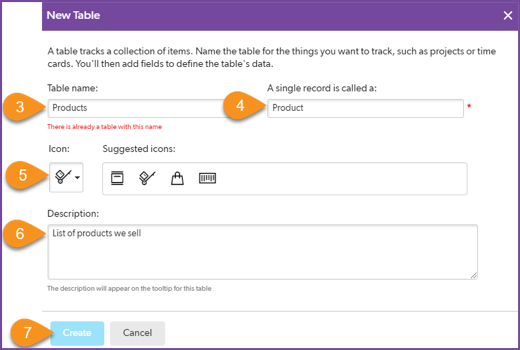 New Table
A table tracks a collection of items. Name the table for the things you want to track, such as projects or time
cards. You'll then add fields to define the table's data.
Table name: A single record is called a:
3 Products 4 Product *
There is already a table with this name
Icon: Suggested icons:
5
Description:
6 List of products we sell
The description will appear on the tooltip for this table
7 Create Cancel